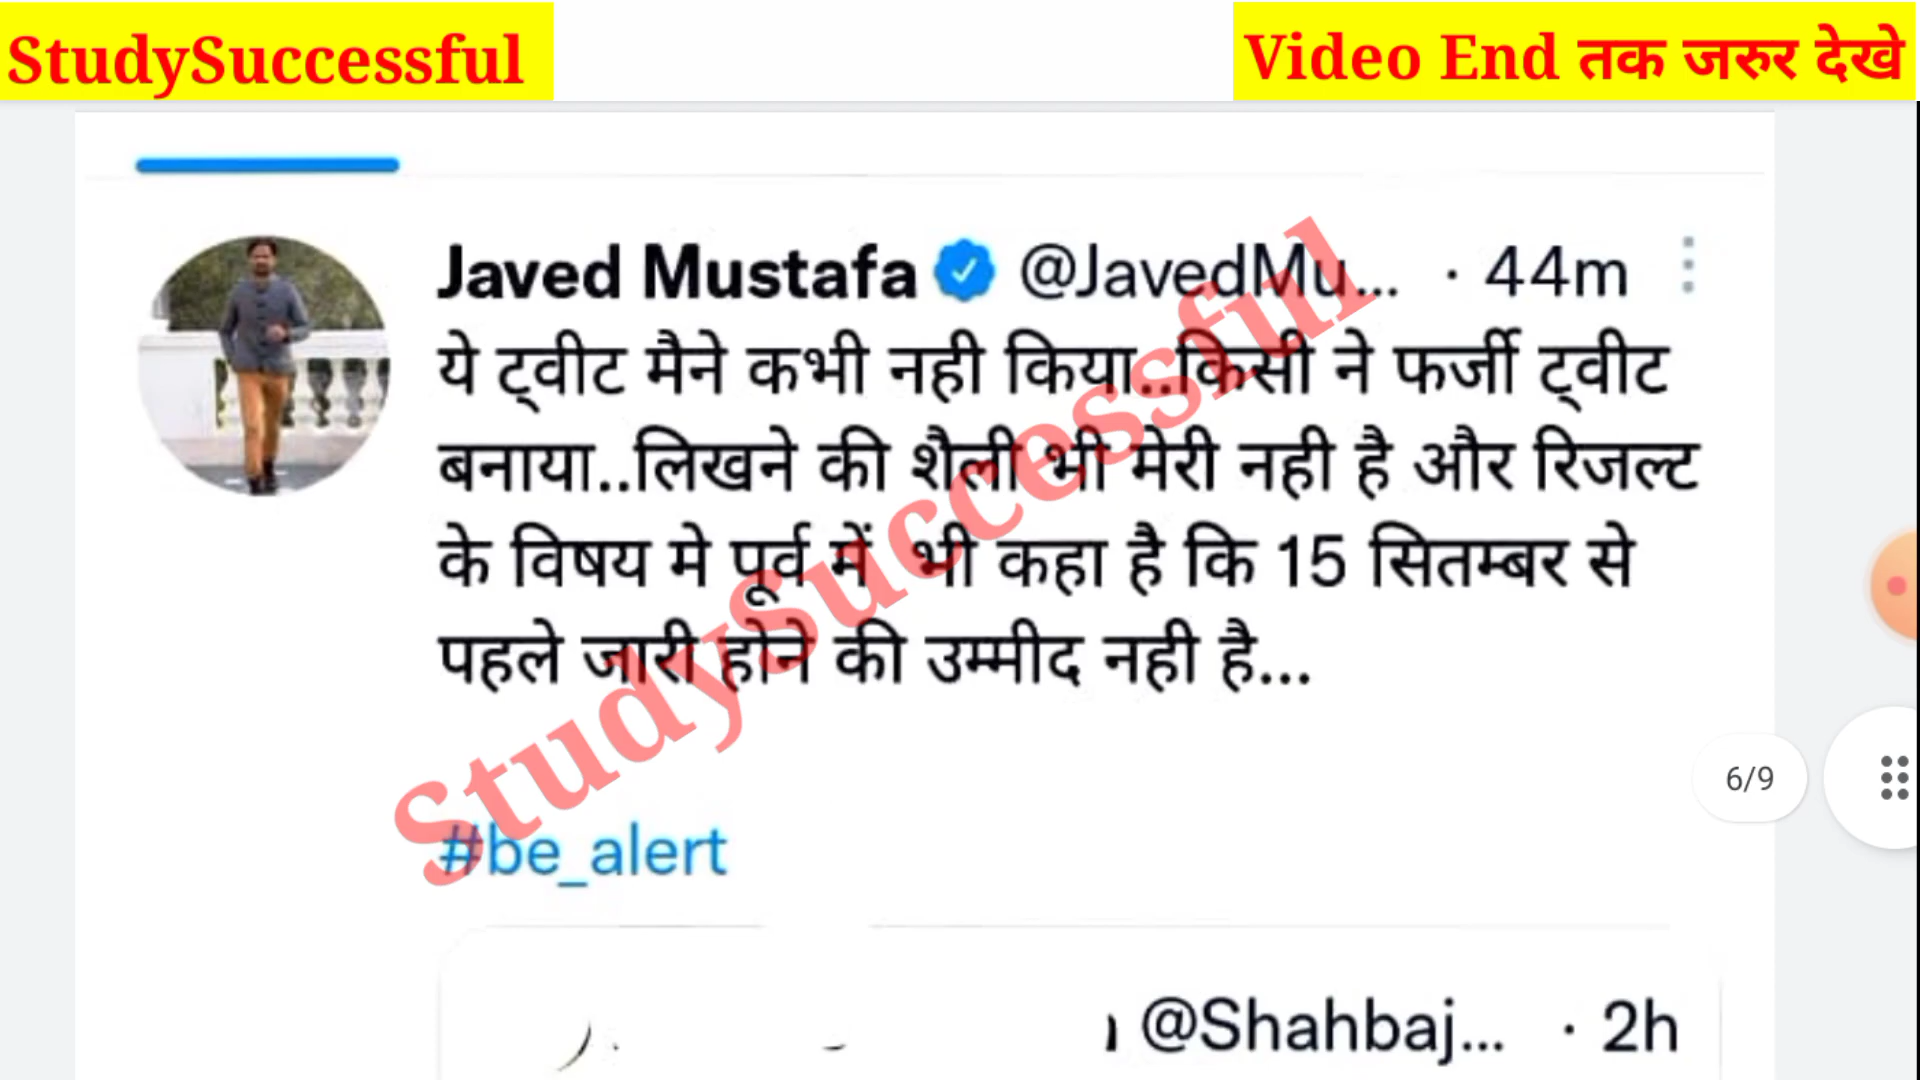 StudySuccessful
Video End तक जरुर देखे
Javed Mustafa @JavedMu... · 44m
ये ट्वीट मैने कभी नही किया..किसी ने फर्जी ट्वीट
बनाया..लिखने की शैली भी मेरी नही है और रिजल्ट
के विषय मे पूर्व में भी कहा है कि 15 सितम्बर से
पहले जारी होने की उम्मीद नही है...
StudySuccessful
#be_alert
6/9
@Shahbaj... · 2h